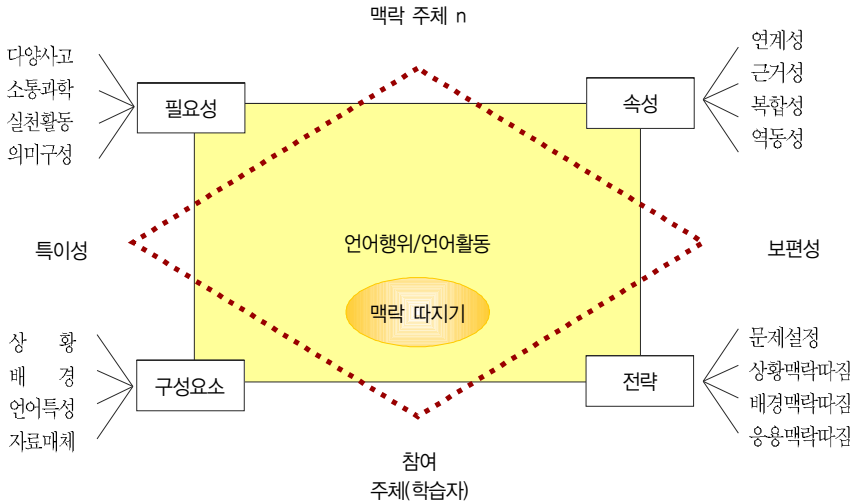 맥락 주체 n
다양사고
소통과학
실천활동
의미구성
필요성
속성
연계성
근거성
복합성
역동성
특이성
언어행위/언어활동
보편성
맥락 따지기
상 황
배 경
언어특성
자료매체
구성요소
전략
문제설정
상황맥락따짐
배경맥락따짐
응용맥락따짐
참여
주체(학습자)